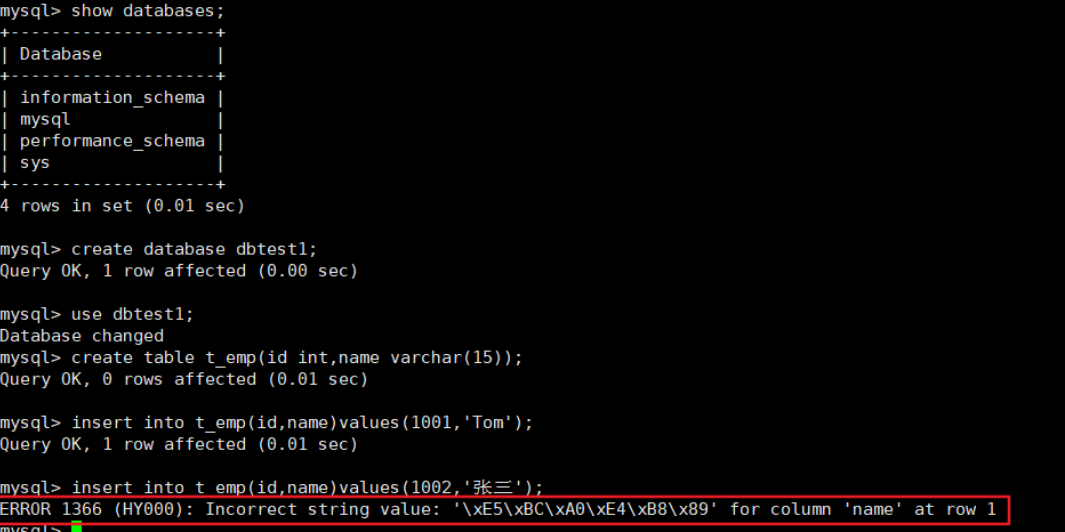 mysql> show databases;
+--------------------+
| Database           |
+--------------------+
| information_schema |
| mysql              |
| performance_schema |
| sys                |
+--------------------+
4 rows in set (0.01 sec)
mysql> create database dbtest1;
Query OK, 1 row affected (0.00 sec)
mysql> use dbtest1;
Database changed
mysql> create table t_emp(id int,name varchar(15));
Query OK, 0 rows affected (0.01 sec)
mysql> insert into t_emp(id,name)values(1001,'Tom');
Query OK, 1 row affected (0.01 sec)
mysql> insert into t_emp(id,name)values(1002,'张三');
ERROR 1366 (HY000): Incorrect string value: '\xE5\xBC\xA0\xE4\xB8\x89' for column 'name' at row 1
mysql>